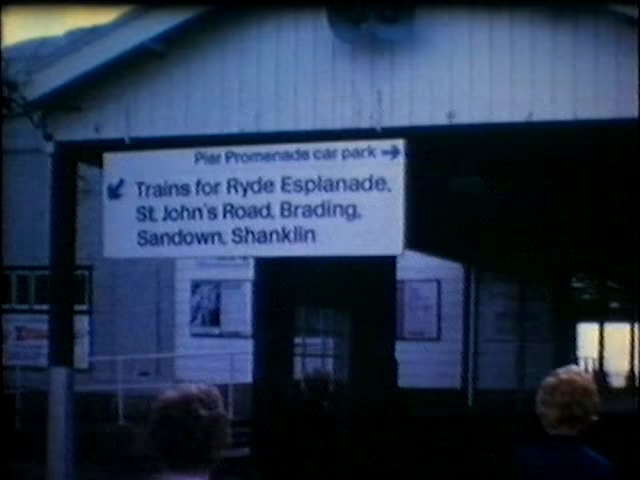 Pier Promenade car park →
↙ Trains for Ryde Esplanade,
St. John's Road, Brading,
Sandown, Shanklin